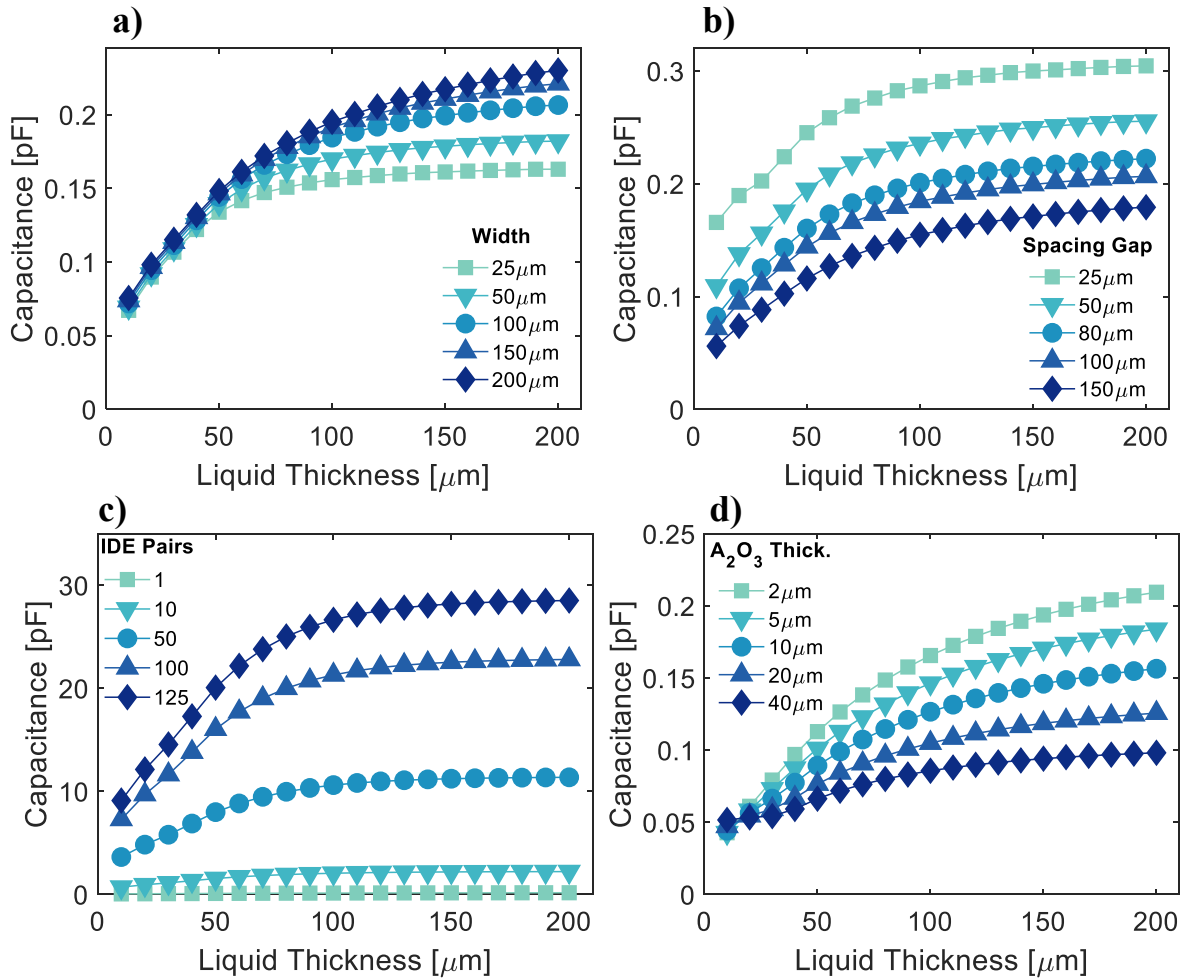 a)
Capacitance [pF]
0.2
0.15
0.1
0.05
0
0
50
100
150
200
Liquid Thickness [μm]
Width
25μm
50μm
100μm
150μm
200μm
b)
Capacitance [pF]
0.3
0.2
0.1
0
0
50
100
150
200
Liquid Thickness [μm]
Spacing Gap
25μm
50μm
80μm
100μm
150μm
c)
IDE Pairs
1
10
50
100
125
Capacitance [pF]
30
20
10
0
0
50
100
150
200
Liquid Thickness [μm]
d)
A₂O₃ Thick.
2μm
5μm
10μm
20μm
40μm
Capacitance [pF]
0.25
0.2
0.15
0.1
0.05
0
0
50
100
150
200
Liquid Thickness [μm]